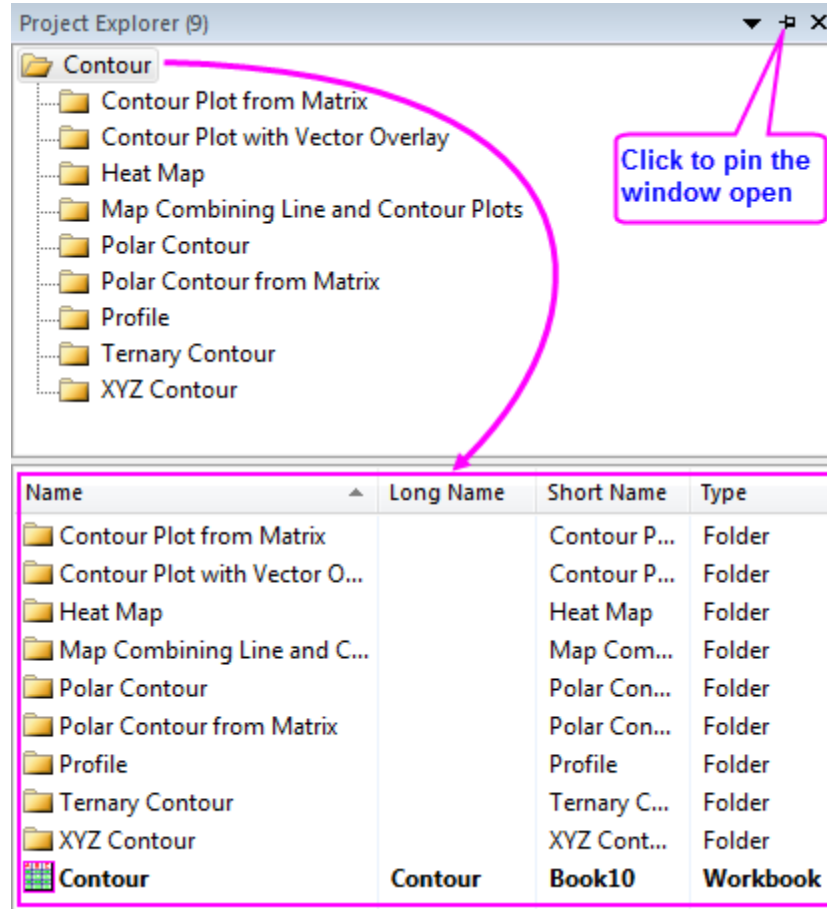 Project Explorer (9)
Contour
Contour Plot from Matrix
Contour Plot with Vector Overlay
Heat Map
Map Combining Line and Contour Plots
Polar Contour
Polar Contour from Matrix
Profile
Ternary Contour
XYZ Contour
Click to pin the
window open
Name Long Name Short Name Type
Contour Plot from Matrix Contour P... Folder
Contour Plot with Vector O... Contour P... Folder
Heat Map Heat Map Folder
Map Combining Line and C... Map Com... Folder
Polar Contour Polar Con... Folder
Polar Contour from Matrix Polar Con... Folder
Profile Profile Folder
Ternary Contour Ternary C... Folder
XYZ Contour XYZ Cont... Folder
Contour Contour Book10 Workbook